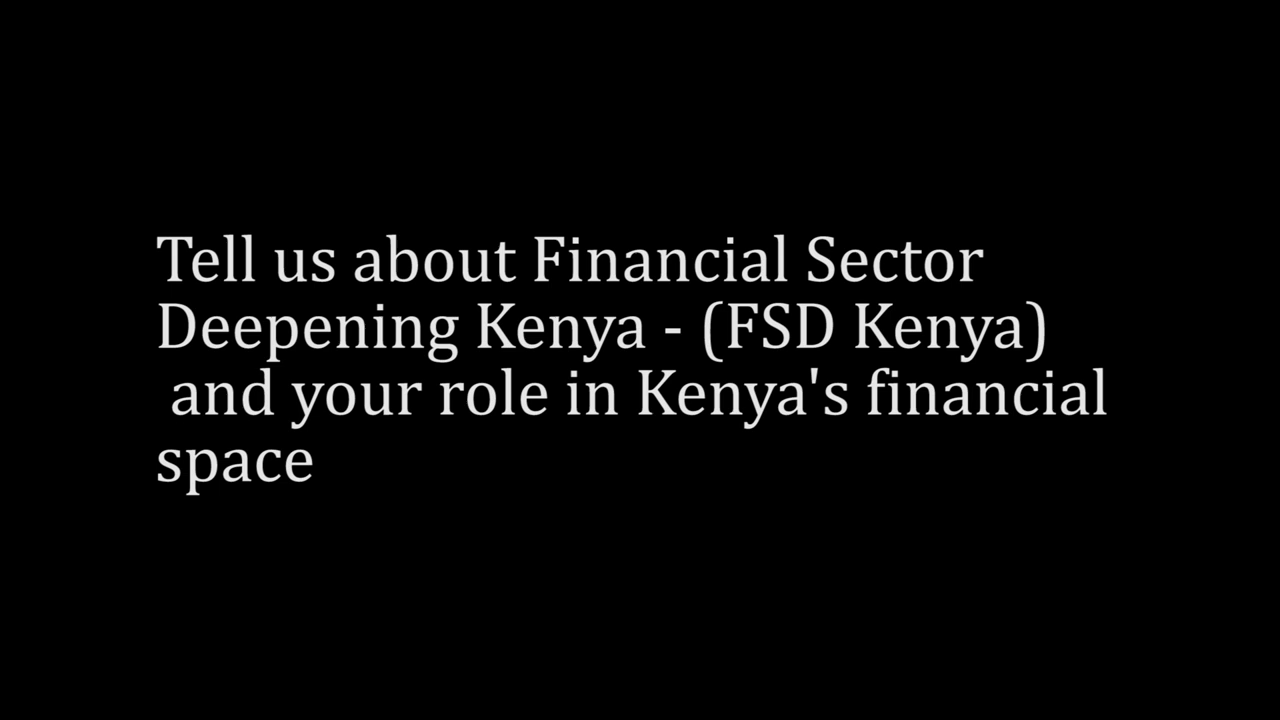 Tell us about Financial Sector
Deepening Kenya - (FSD Kenya)
and your role in Kenya's financial
space